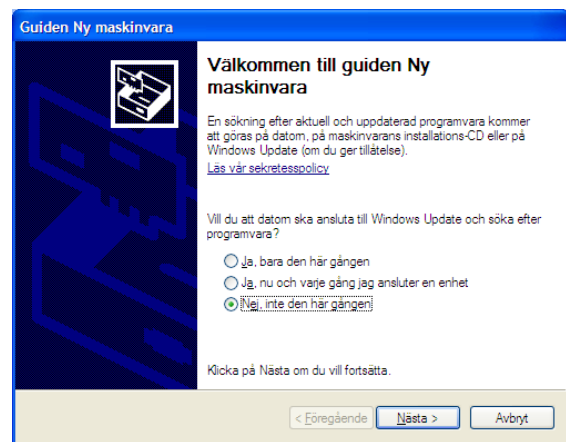 Guiden Ny maskinvara
Välkommen till guiden Ny
maskinvara
En sökning efter aktuell och uppdaterad programvara kommer
att göras på datorn, på maskinvarans installations-CD eller på
Windows Update (om du ger tillåtelse).
Läs vår sekretesspolicy
Vill du att datorn ska ansluta till Windows Update och söka efter
programvara?
Ja, bara den här gången
Ja, nu och varje gång jag ansluter en enhet
Nej, inte den här gången
Klicka på Nästa om du vill fortsätta.
< Föregående Nästa > Avbryt